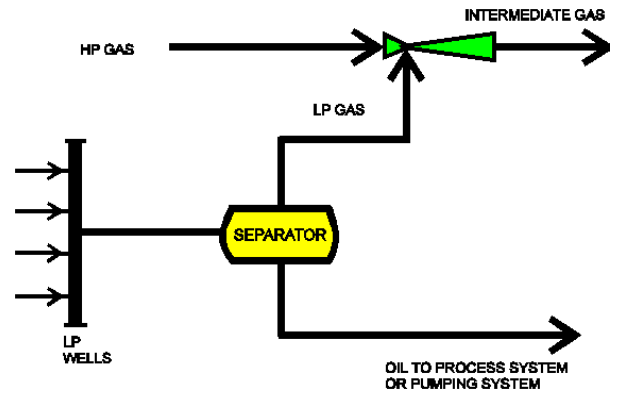 INTERMEDIATE GAS
HP GAS
LP GAS
SEPARATOR
LP
WELLS
OIL TO PROCESS SYSTEM
OR PUMPING SYSTEM